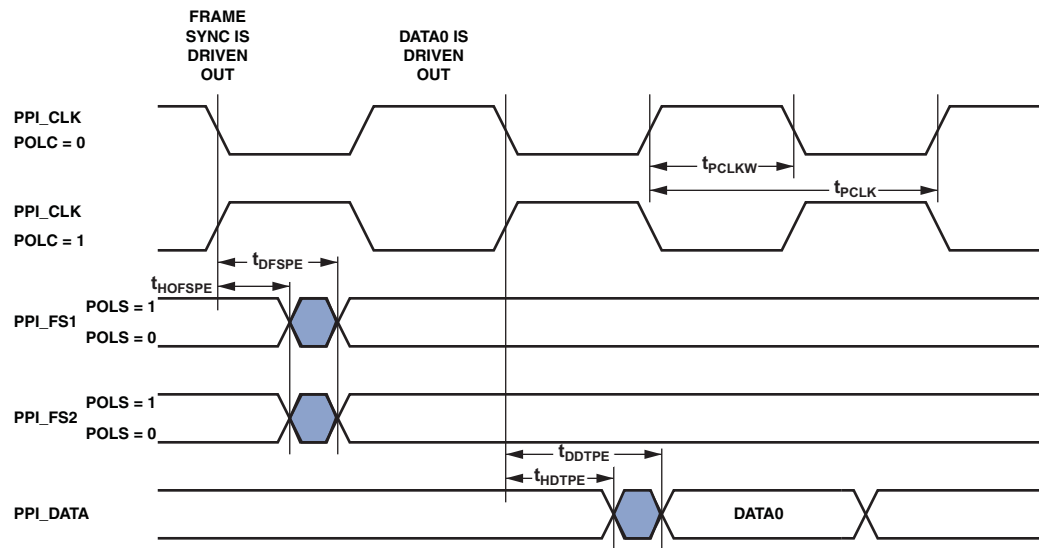 FRAME
SYNC IS
DRIVEN
OUT
DATA0 IS
DRIVEN
OUT
PPI_CLK
POLC = 0
tPCLKW
tPCLK
PPI_CLK
POLC = 1
tDFSPE
tHOFSPE
POLS = 1
PPI_FS1
POLS = 0
POLS = 1
PPI_FS2
POLS = 0
tDDTPE
tHDTPE
PPI_DATA
DATA0